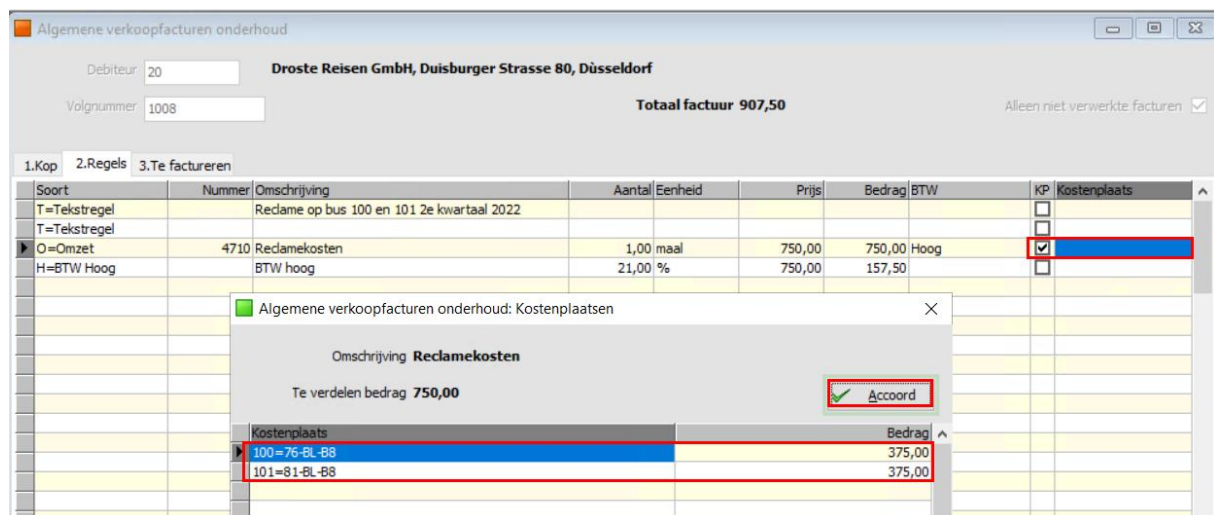 Algemene verkoopfacturen onderhoud
Debiteur 20 Droste Reisen GmbH, Duisburger Strasse 80, Dùsseldorf
Volgnummer 1008 Totaal factuur 907,50 Alleen niet verwerkte facturen
1.Kop 2.Regels 3.Te factureren
Soort Nummer Omschrijving Aantal Eenheid Prijs Bedrag BTW KP Kostenplaats
T=Tekstregel Reclame op bus 100 en 101 2e kwartaal 2022
T=Tekstregel
O=Omzet 4710 Reclamekosten 1,00 maal 750,00 750,00 Hoog
H=BTW Hoog BTW hoog 21,00 % 750,00 157,50
Algemene verkoopfacturen onderhoud: Kostenplaatsen
Omschrijving Reclamekosten
Te verdelen bedrag 750,00 Accoord
Kostenplaats Bedrag
100=76-BL-B8 375,00
101=81-BL-B8 375,00